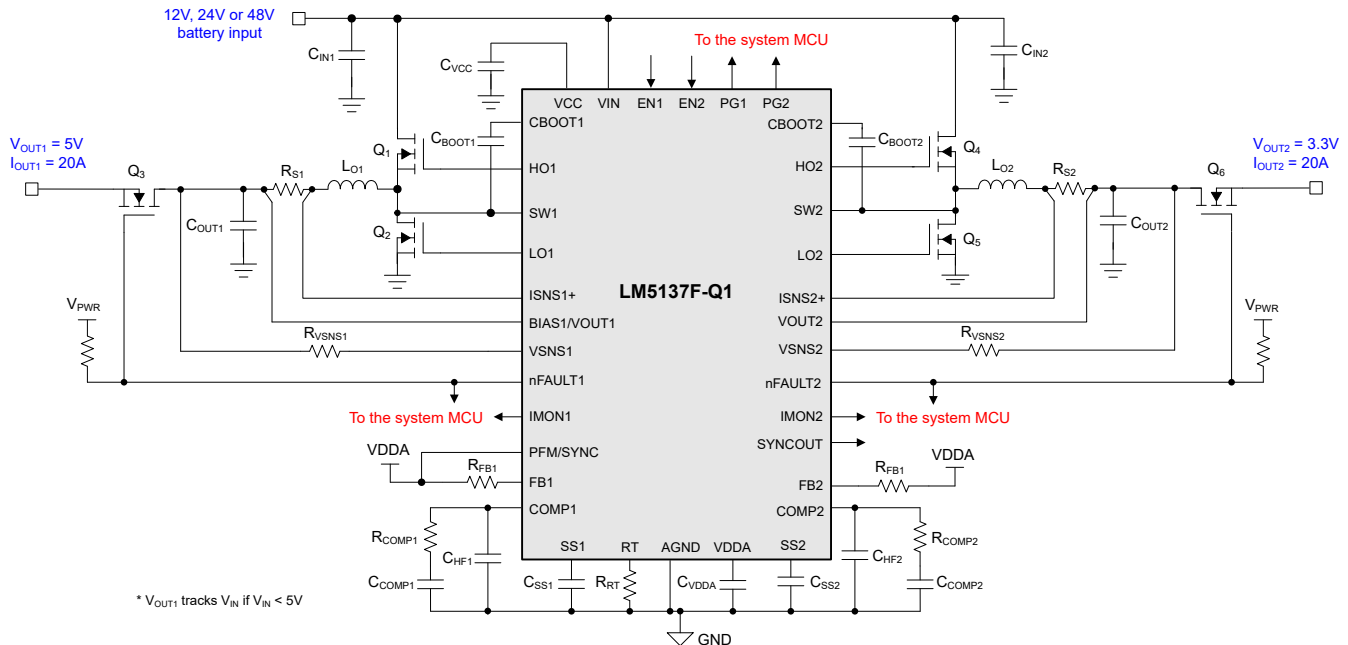 12V, 24V or 48V
battery input
To the system MCU
CIN1
CVCC
CIN2
VCC
VIN
EN1
EN2
PG1
PG2
CBOOT1
CBOOT2
CBOOT1
CBOOT2
VOUT1 = 5V
IOUT1 = 20A
VOUT2 = 3.3V
IOUT2 = 20A
Q1
Q4
HO1
HO2
Q3
RS1
LO1
LO2
RS2
Q6
SW1
SW2
COUT1
Q2
Q5
COUT2
LO1
LO2
LM5137F-Q1
ISNS1+
ISNS2+
VPWR
VPWR
BIAS1/VOUT1
VOUT2
RVSNS1
VSNS1
VSNS2
RVSNS2
nFAULT1
nFAULT2
To the system MCU
IMON1
IMON2
To the system MCU
SYNCOUT
VDDA
PFM/SYNC
RFB1
FB1
FB2
RFB1
VDDA
COMP1
COMP2
RCOMP1
CHF1
CHF2
RCOMP2
SS1
RT
AGND
VDDA
SS2
CCOMP1
CSS1
RRT
CVDDA
CSS2
CCOMP2
* VOUT1 tracks VIN if VIN < 5V
GND